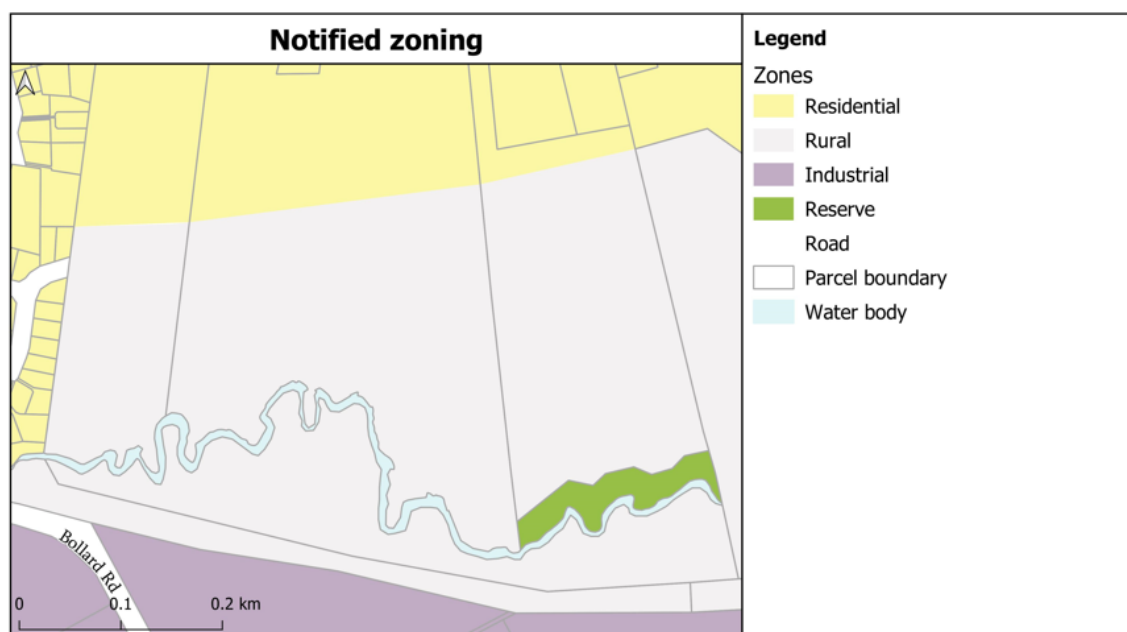 Notified zoning
Legend
Zones
Residential
Rural
Industrial
Reserve
Road
Parcel boundary
Water body
Bollard Rd
0 0.1 0.2 km